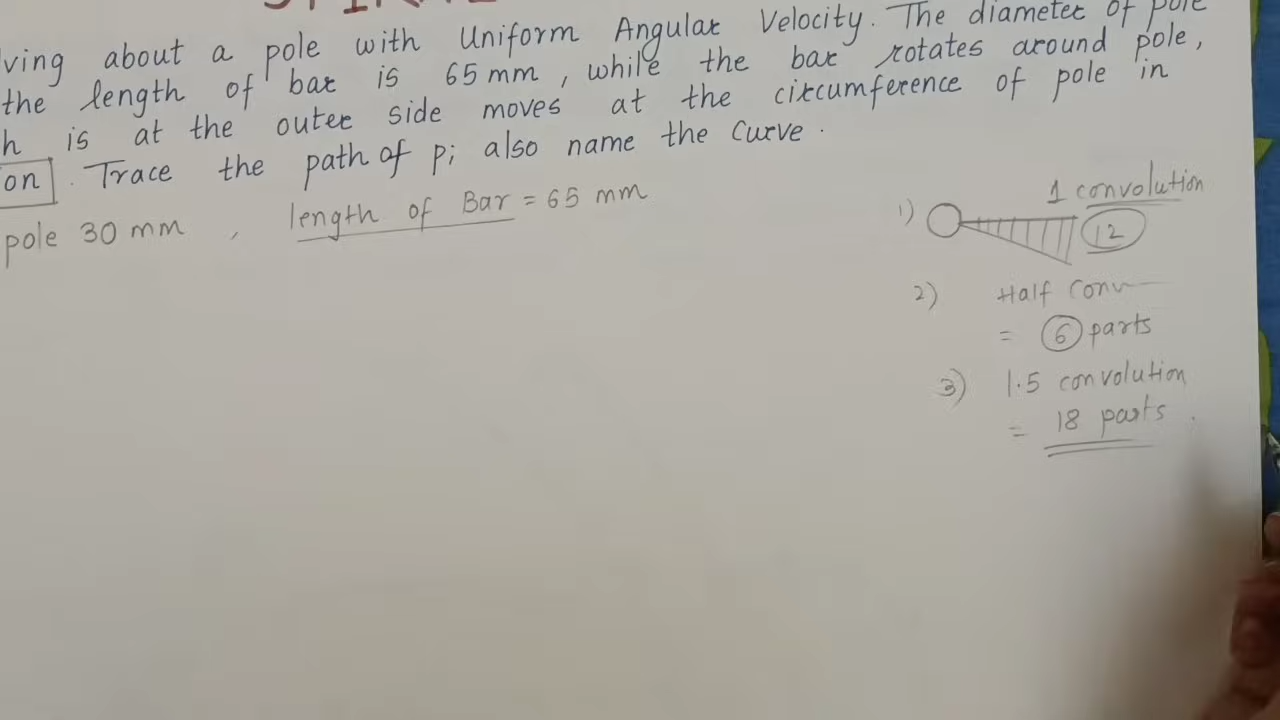 ving about a pole with Uniform Angular Velocity. The diameter of pole
the length of bar is 65 mm, while the bar rotates around pole,
h is at the outer side moves at the circumference of pole in
on. Trace the path of p; also name the curve.
pole 30 mm, length of Bar = 65 mm
1) 1 convolution
12
2) Half Conv
= 6 parts
3) 1.5 convolution
= 18 parts